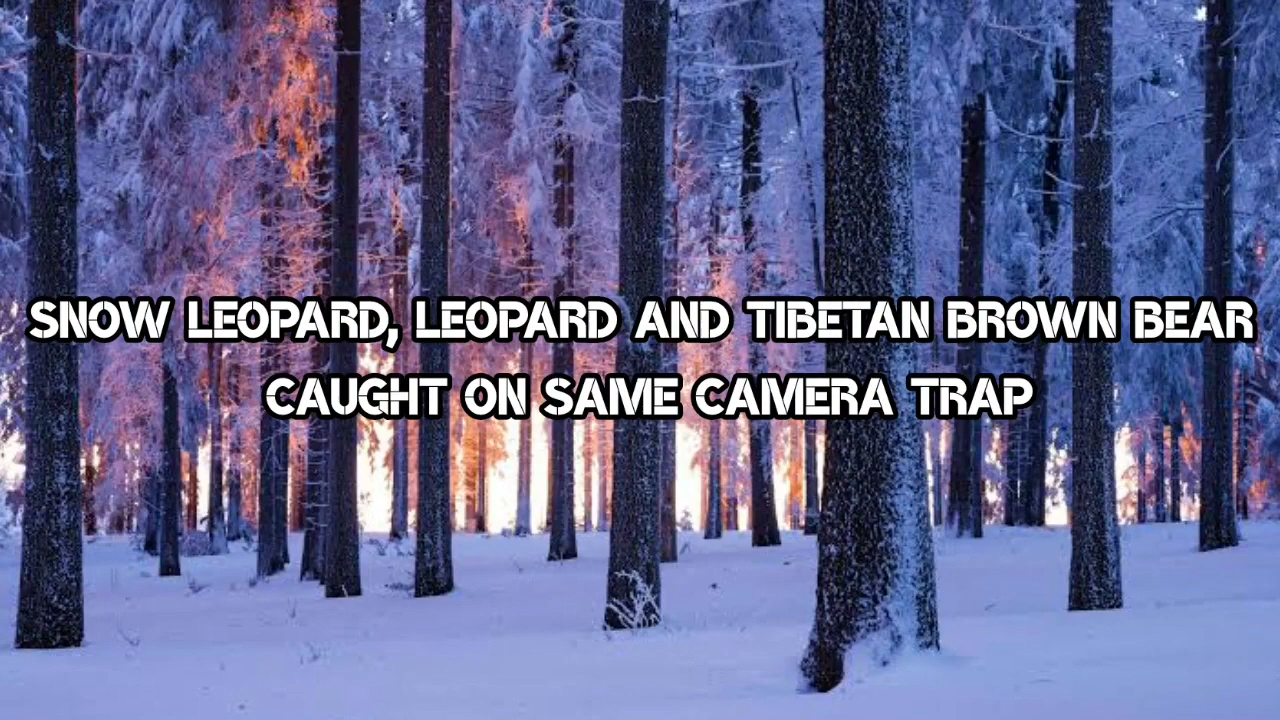 SNOW LEOPARD, LEOPARD AND TIBETAN BROWN BEAR
CAUGHT ON SAME CAMERA TRAP